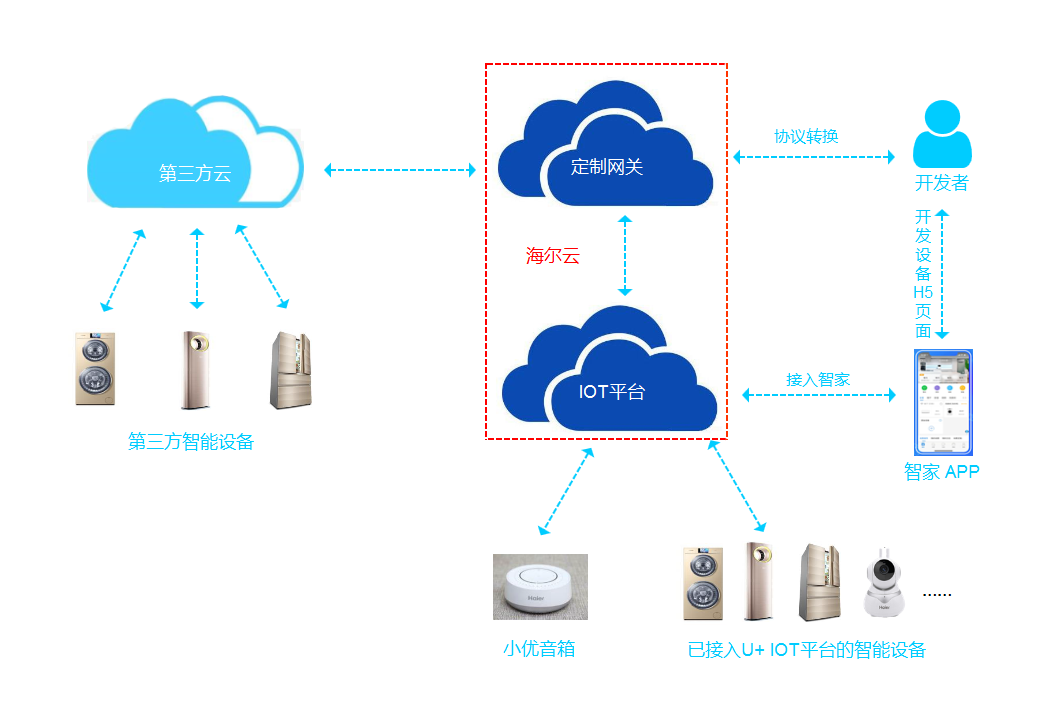 第三方云
定制网关
协议转换
开发者
海尔云
开发设备H5页面
IOT平台
接入智家
智家 APP
第三方智能设备
Haier
Haier
......
小优音箱
已接入U+ IOT平台的智能设备